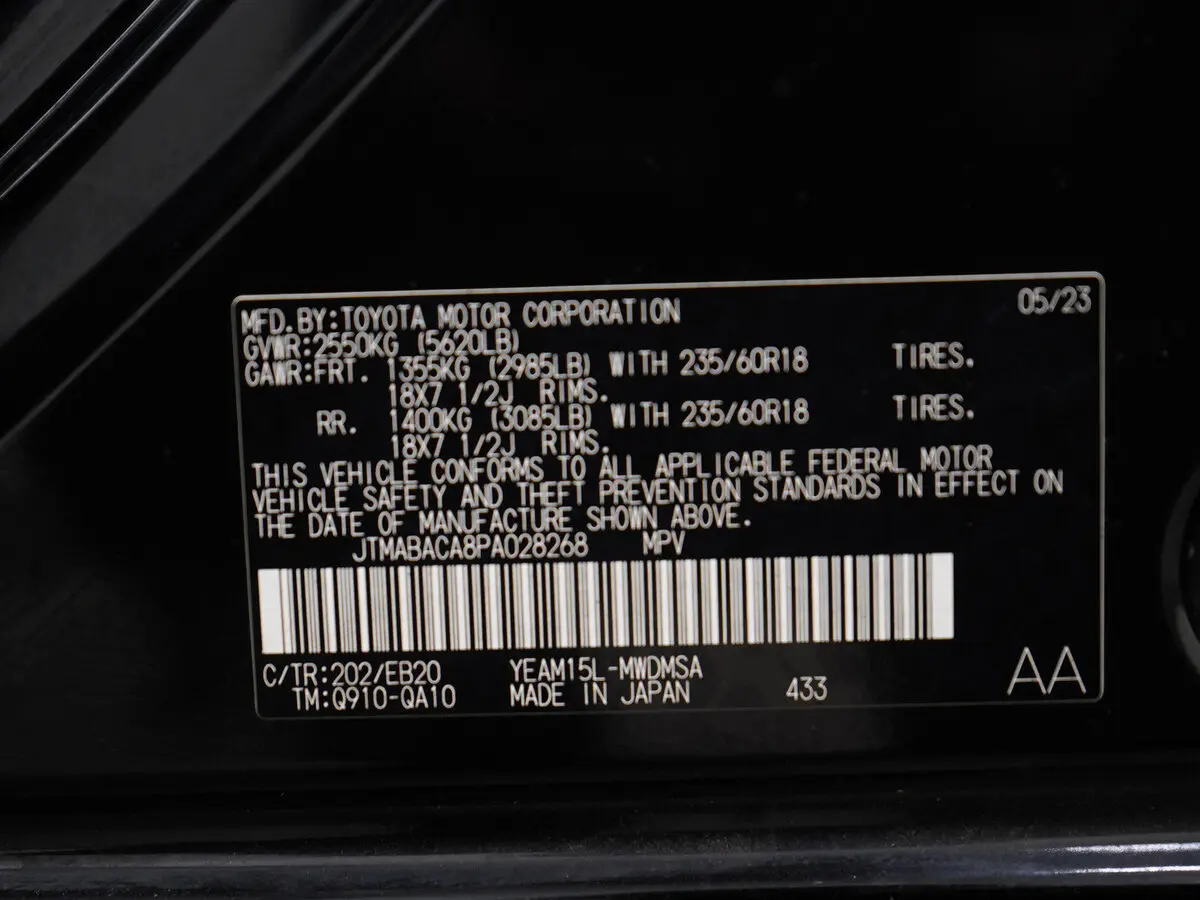 MFD.BY:TOYOTA MOTOR CORPORATION 05/23
GVWR:2550KG (5620LB)
GAWR:FRT. 1355KG (2985LB) WITH 235/60R18 TIRES.
18X7 1/2J RIMS.
RR. 1400KG (3085LB) WITH 235/60R18 TIRES.
18X7 1/2J RIMS.
THIS VEHICLE CONFORMS TO ALL APPLICABLE FEDERAL MOTOR
VEHICLE SAFETY AND THEFT PREVENTION STANDARDS IN EFFECT ON
THE DATE OF MANUFACTURE SHOWN ABOVE.
JTMABACA8PA028268 MPV
C/TR:202/EB20 YEAM15L-MWDMSA
TM:Q910-QA10 MADE IN JAPAN 433 AA